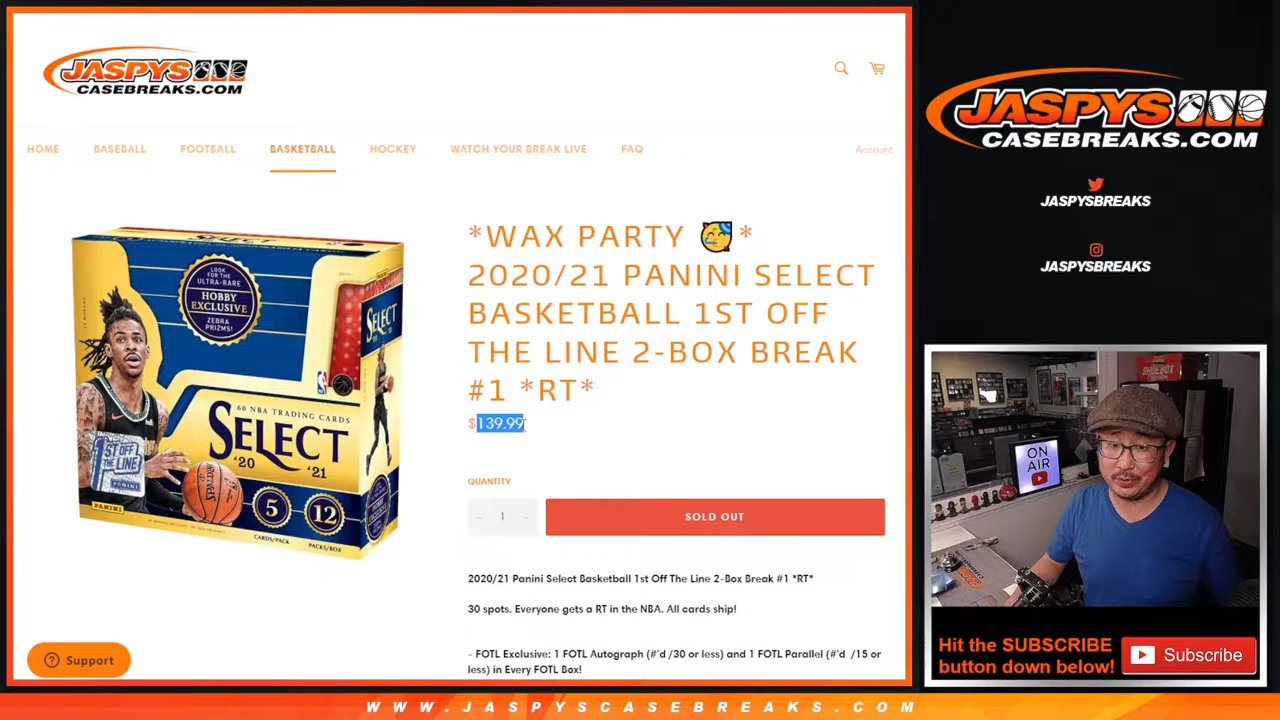 JASPYS
CASEBREAKS.COM
HOME
BASEBALL
FOOTBALL
BASKETBALL
HOCKEY
WATCH YOUR BREAK LIVE
FAQ
Account
SELECT
LOOK
FOR THE
ULTRA-RARE
HOBBY
EXCLUSIVE
ZEBRA
PRIZMS!
SELECT
60 NBA TRADING CARDS
SELECT
'20 '21
1ST OFF
THE LINE
PANINI
PANINI
5
CARDS/PACK
12
PACKS/BOX
*WAX PARTY 🥳*
2020/21 PANINI SELECT
BASKETBALL 1ST OFF
THE LINE 2-BOX BREAK
#1 *RT*
$139.99
QUANTITY
− 1 +
SOLD OUT
2020/21 Panini Select Basketball 1st Off The Line 2-Box Break #1 *RT*
30 spots. Everyone gets a RT in the NBA. All cards ship!
- FOTL Exclusive: 1 FOTL Autograph (#'d /30 or less) and 1 FOTL Parallel (#'d /15 or
less) in Every FOTL Box!
Support
JASPYS
CASEBREAKS.COM
JASPYSBREAKS
JASPYSBREAKS
ON
AIR
Hit the SUBSCRIBE
button down below!
Subscribe
WWW.JASPYSCASEBREAKS.COM